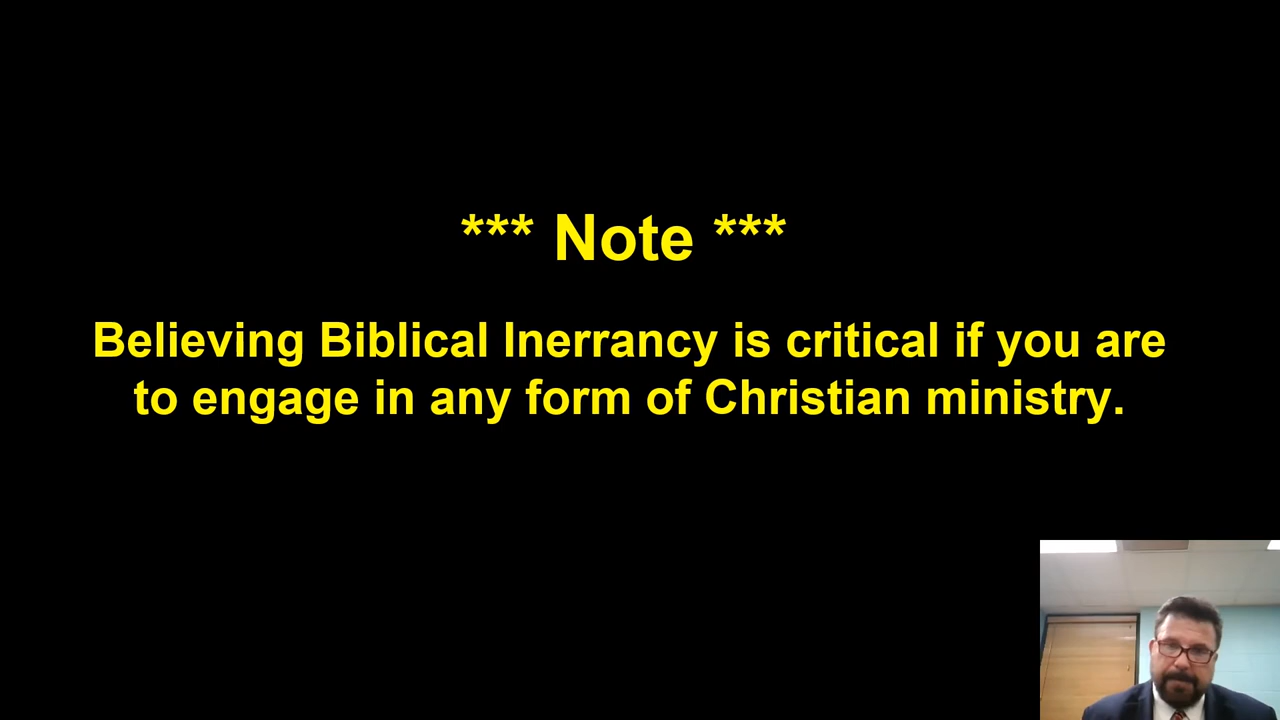 *** Note ***
Believing Biblical Inerrancy is critical if you are
to engage in any form of Christian ministry.